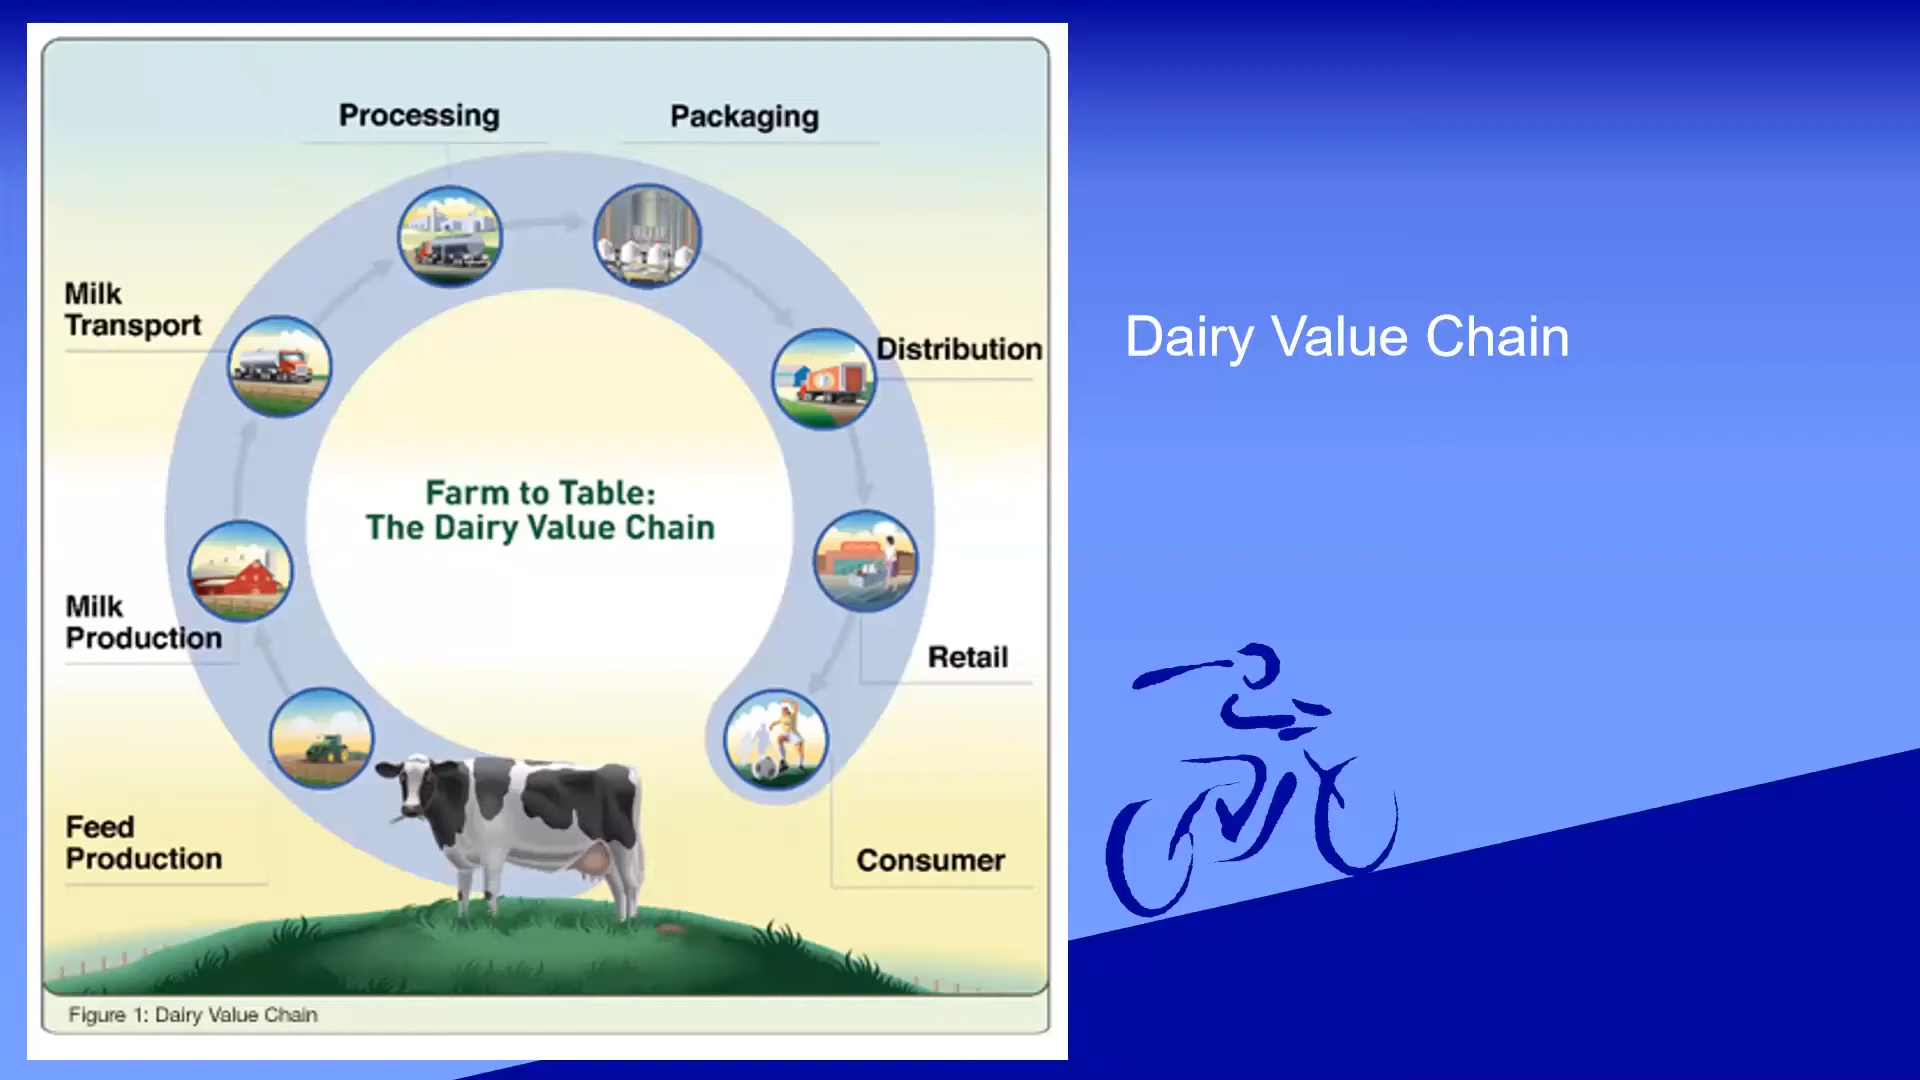 Processing
Packaging
Milk
Transport
Distribution
Farm to Table:
The Dairy Value Chain
Milk
Production
Retail
Feed
Production
Consumer
Figure 1: Dairy Value Chain
Dairy Value Chain